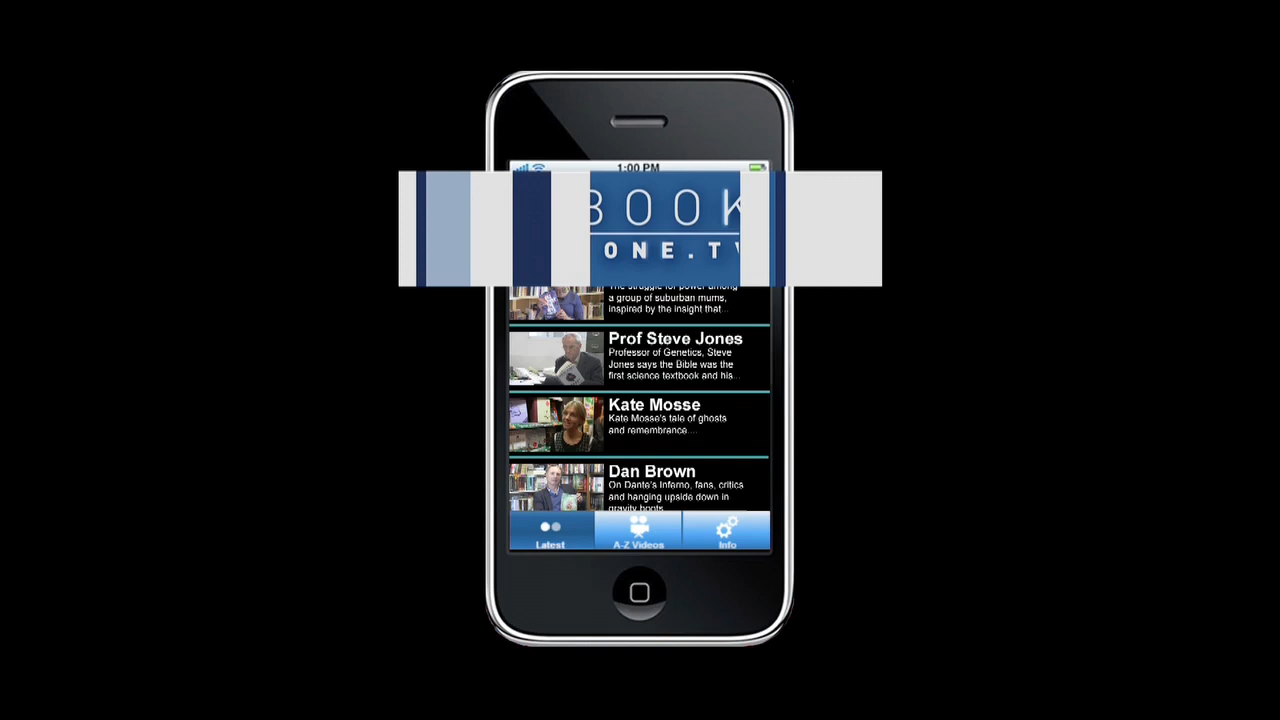 1:00 PM
BOOK
ONE.TV
The struggle for power among
a group of suburban mums,
inspired by the insight that...
Prof Steve Jones
Professor of Genetics, Steve
Jones says the Bible was the
first science textbook and his...
Kate Mosse
Kate Mosse's tale of ghosts
and remembrance....
Dan Brown
On Dante's Inferno, fans, critics
and hanging upside down in
gravity boots
Latest
A-Z Videos
Info